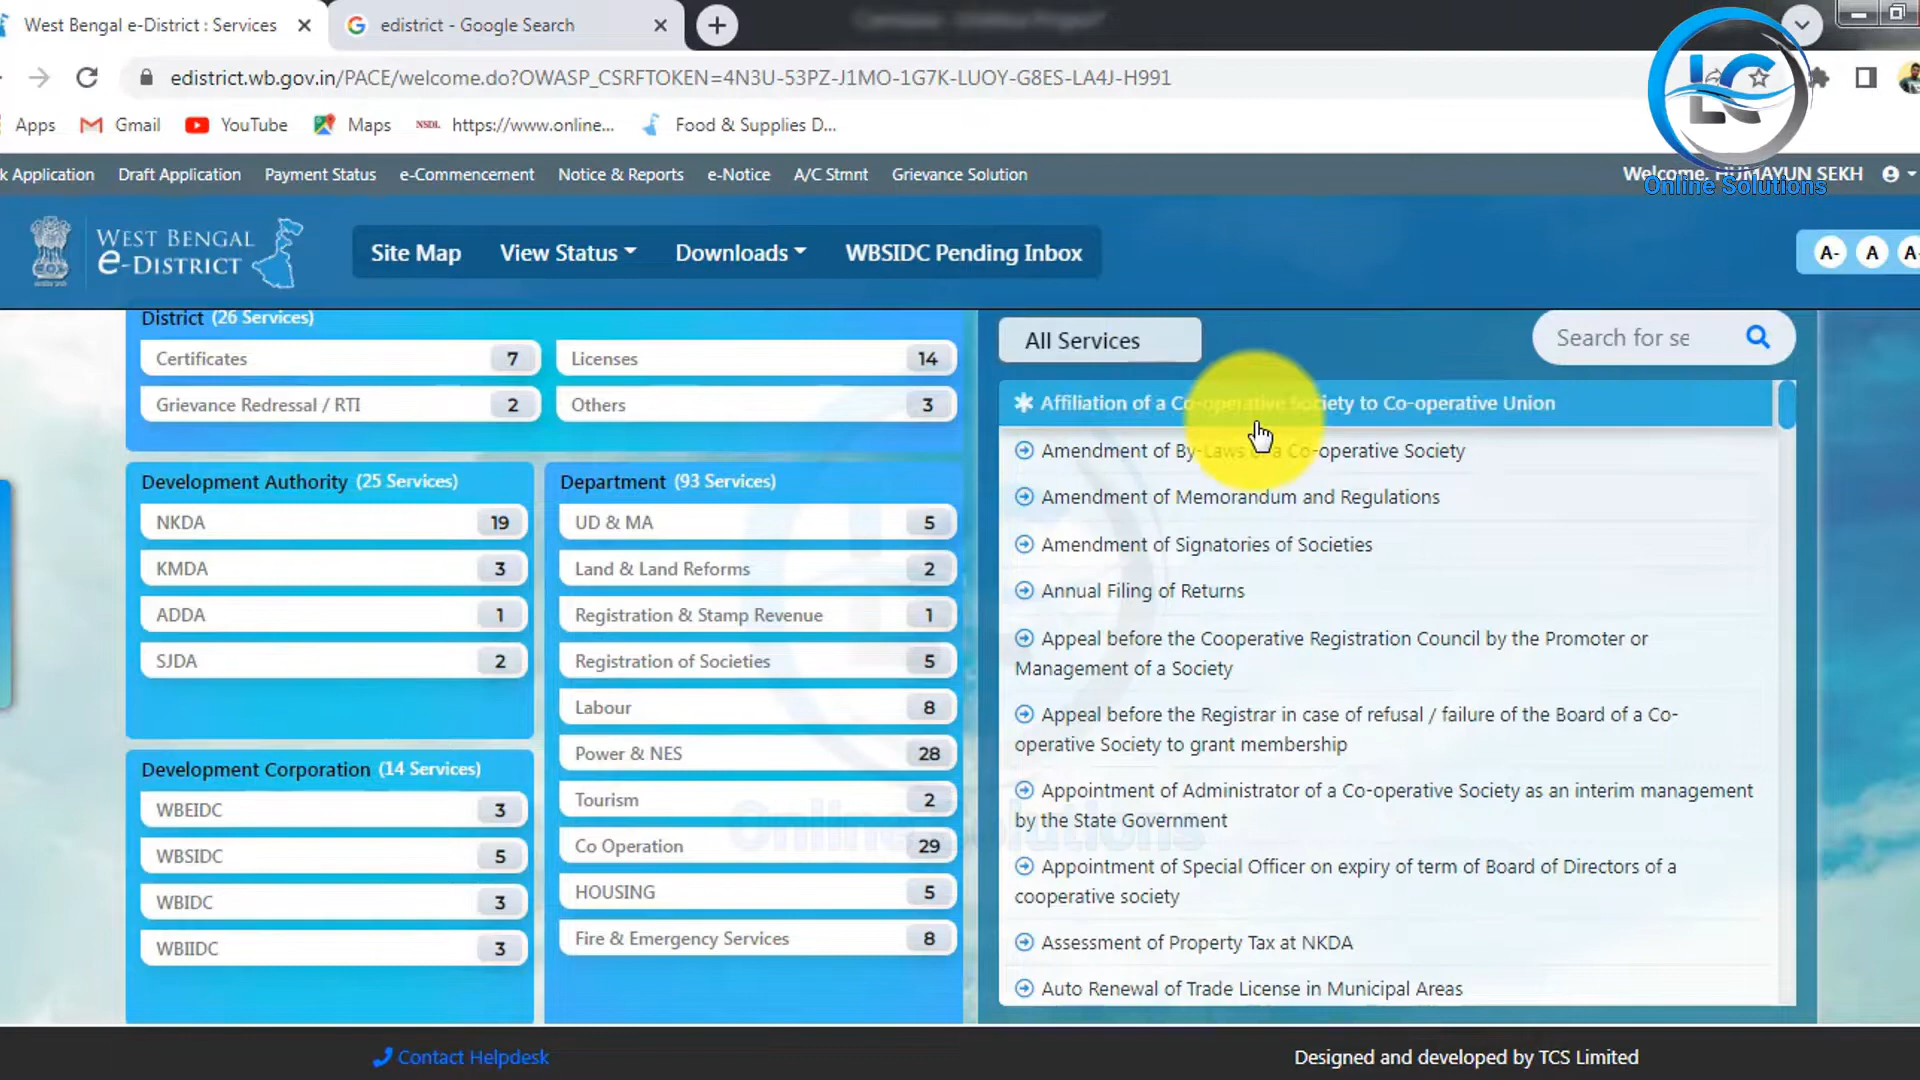 West Bengal e-District : Services
edistrict - Google Search
edistrict.wb.gov.in/PACE/welcome.do?OWASP_CSRFTOKEN=4N3U-53PZ-J1MO-1G7K-LUOY-G8ES-LA4J-H991
Apps Gmail YouTube Maps NSDL https://www.online... Food & Supplies D...
LC
k Application Draft Application Payment Status e-Commencement Notice & Reports e-Notice A/C Stmnt Grievance Solution Welcome, HUMAYUN SEKH
Online Solutions
WEST BENGAL
e-DISTRICT
Site Map View Status Downloads WBSIDC Pending Inbox
A- A A
District (26 Services)
Certificates 7
Licenses 14
Grievance Redressal / RTI 2
Others 3
Development Authority (25 Services)
NKDA 19
KMDA 3
ADDA 1
SJDA 2
Development Corporation (14 Services)
WBEIDC 3
WBSIDC 5
WBIDC 3
WBIIDC 3
Department (93 Services)
UD & MA 5
Land & Land Reforms 2
Registration & Stamp Revenue 1
Registration of Societies 5
Labour 8
Power & NES 28
Tourism 2
Co Operation 29
HOUSING 5
Fire & Emergency Services 8
All Services
Search for se
Affiliation of a Co-operative Society to Co-operative Union
Amendment of By-Laws of a Co-operative Society
Amendment of Memorandum and Regulations
Amendment of Signatories of Societies
Annual Filing of Returns
Appeal before the Cooperative Registration Council by the Promoter or
Management of a Society
Appeal before the Registrar in case of refusal / failure of the Board of a Co-
operative Society to grant membership
Appointment of Administrator of a Co-operative Society as an interim management
by the State Government
Appointment of Special Officer on expiry of term of Board of Directors of a
cooperative society
Assessment of Property Tax at NKDA
Auto Renewal of Trade License in Municipal Areas
Online Solutions
Contact Helpdesk
Designed and developed by TCS Limited